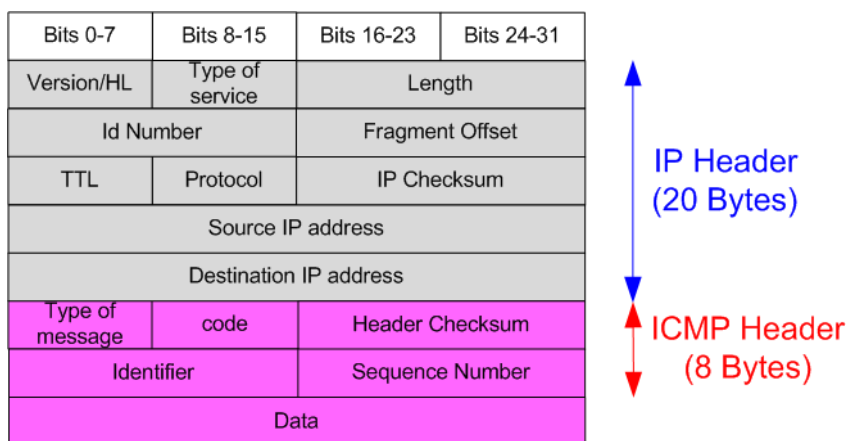 Bits 0-7 Bits 8-15 Bits 16-23 Bits 24-31
Version/HL Type of service Length
Id Number Fragment Offset
TTL Protocol IP Checksum
Source IP address
Destination IP address
Type of message code Header Checksum
Identifier Sequence Number
Data
IP Header
(20 Bytes)
ICMP Header
(8 Bytes)